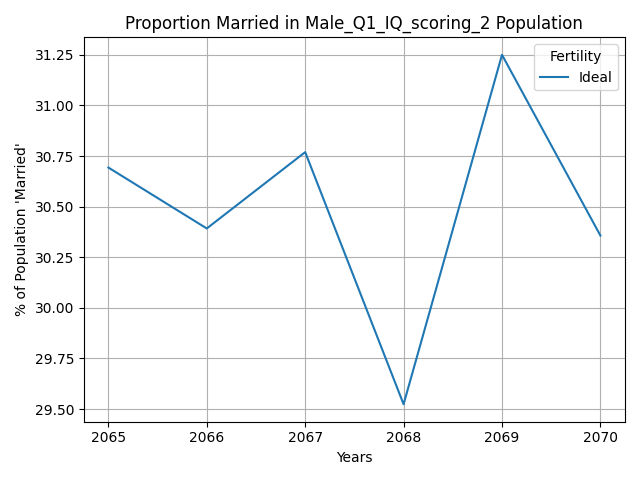 Proportion Married in Male_Q1_IQ_scoring_2 Population
31.25
31.00
30.75
30.50
30.25
30.00
29.75
29.50
% of Population 'Married'
Fertility
Ideal
2065 2066 2067 2068 2069 2070
Years